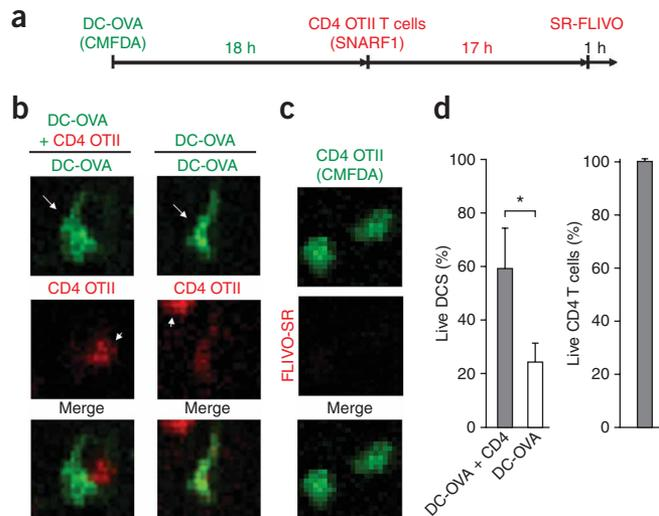 a
DC-OVA
(CMFDA)
CD4 OTII T cells
(SNARF1)
SR-FLIVO
18 h
17 h
1 h
b
DC-OVA
+ CD4 OTII
DC-OVA
DC-OVA
DC-OVA
CD4 OTII
CD4 OTII
Merge
Merge
c
CD4 OTII
(CMFDA)
FLIVO-SR
Merge
d
Live DCS (%)
100
80
60
40
20
0
*
DC-OVA + CD4
DC-OVA
Live CD4 T cells (%)
100
80
60
40
20
0